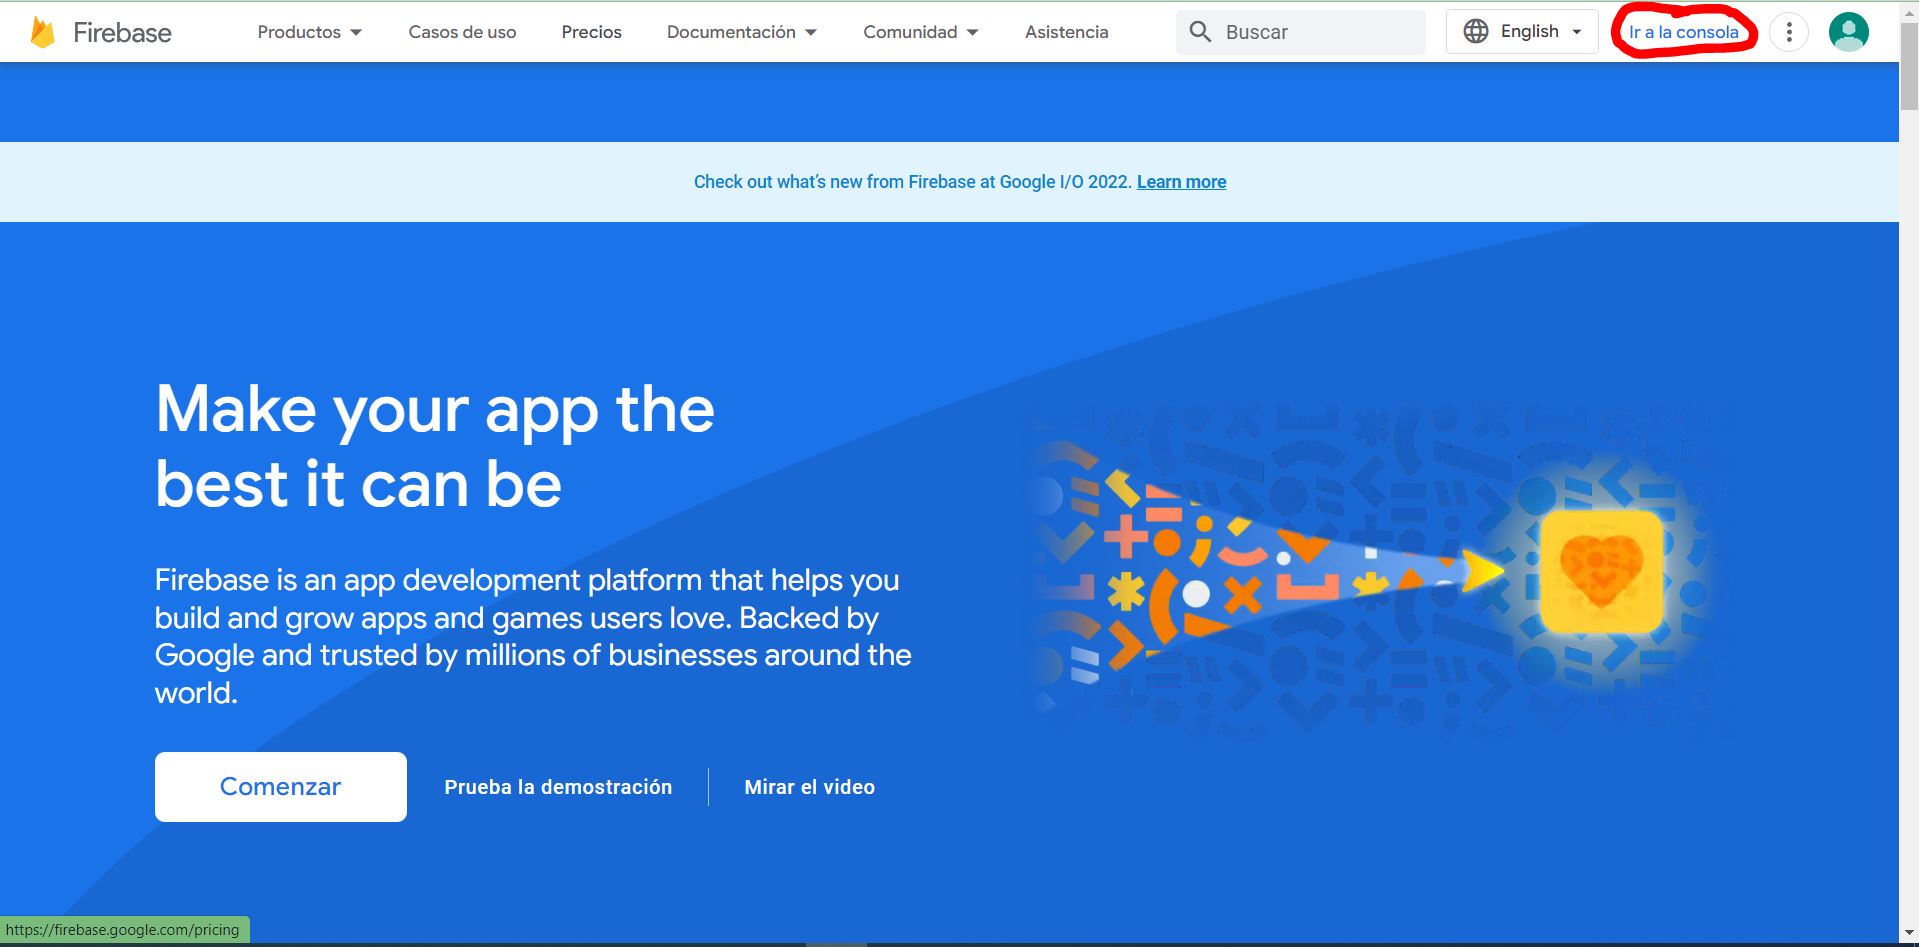 Firebase
Productos
Casos de uso
Precios
Documentación
Comunidad
Asistencia
Buscar
English
Ir a la consola
Check out what's new from Firebase at Google I/O 2022. Learn more
Make your app the
best it can be
Firebase is an app development platform that helps you
build and grow apps and games users love. Backed by
Google and trusted by millions of businesses around the
world.
Comenzar
Prueba la demostración
Mirar el video
https://firebase.google.com/pricing